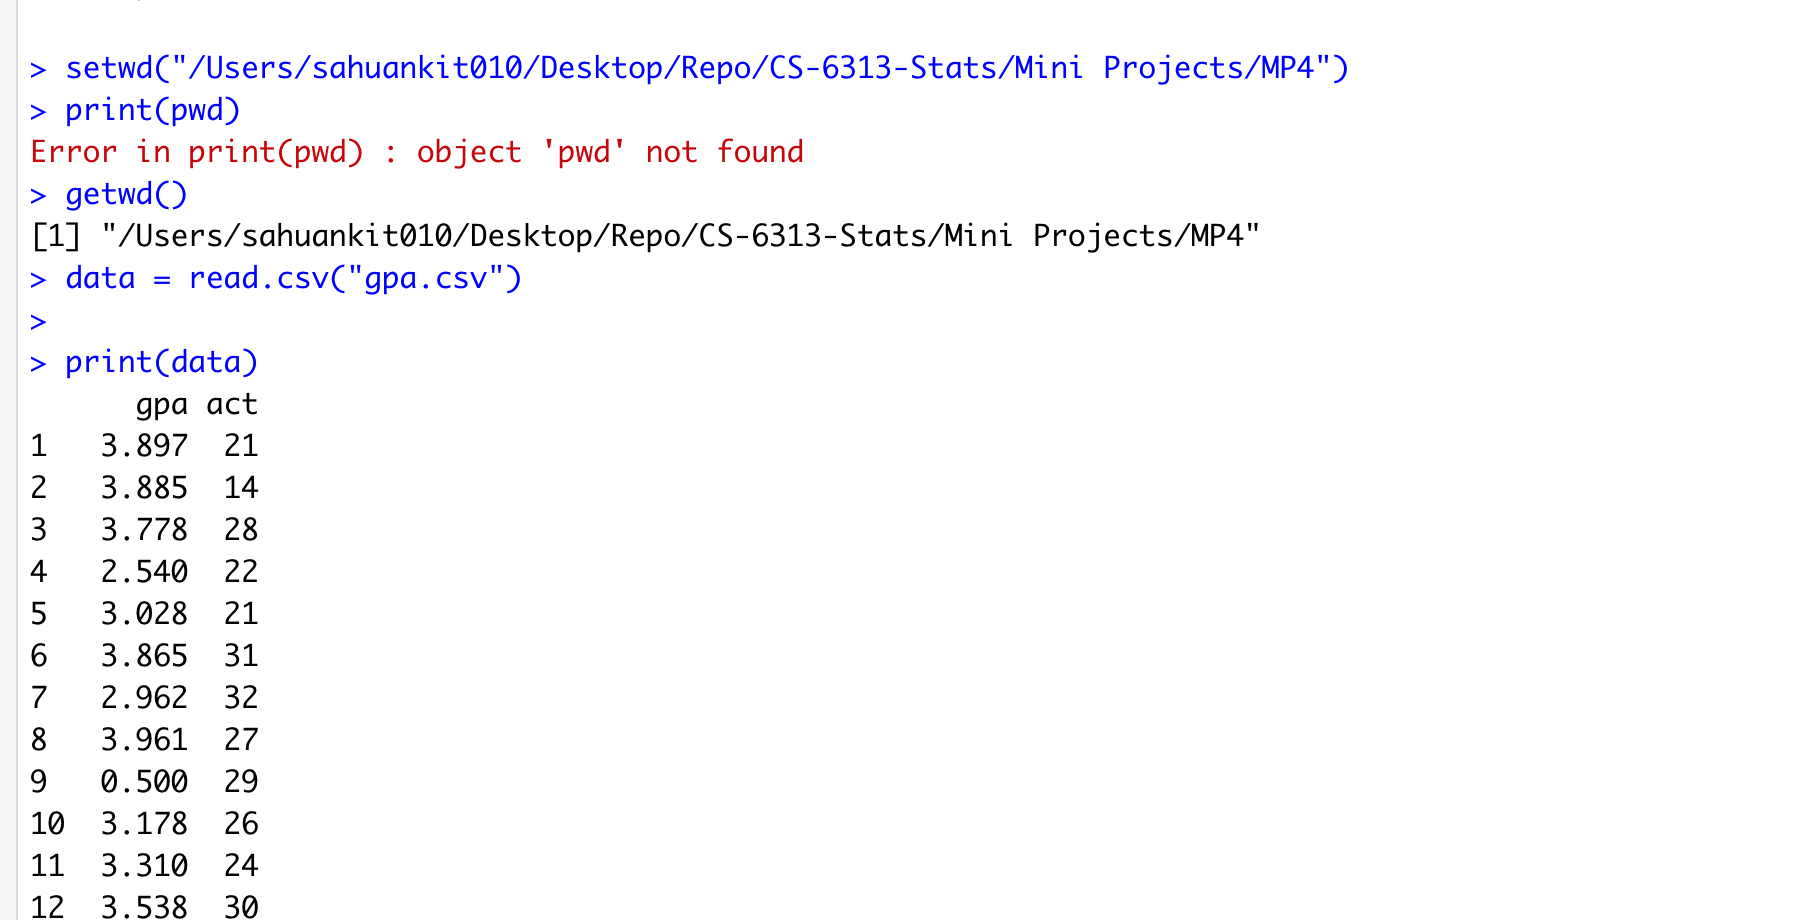 > setwd("/Users/sahuankit010/Desktop/Repo/CS-6313-Stats/Mini Projects/MP4")
> print(pwd)
Error in print(pwd) : object 'pwd' not found
> getwd()
[1] "/Users/sahuankit010/Desktop/Repo/CS-6313-Stats/Mini Projects/MP4"
> data = read.csv("gpa.csv")
>
> print(data)
      gpa act
1   3.897  21
2   3.885  14
3   3.778  28
4   2.540  22
5   3.028  21
6   3.865  31
7   2.962  32
8   3.961  27
9   0.500  29
10  3.178  26
11  3.310  24
12  3.538  30